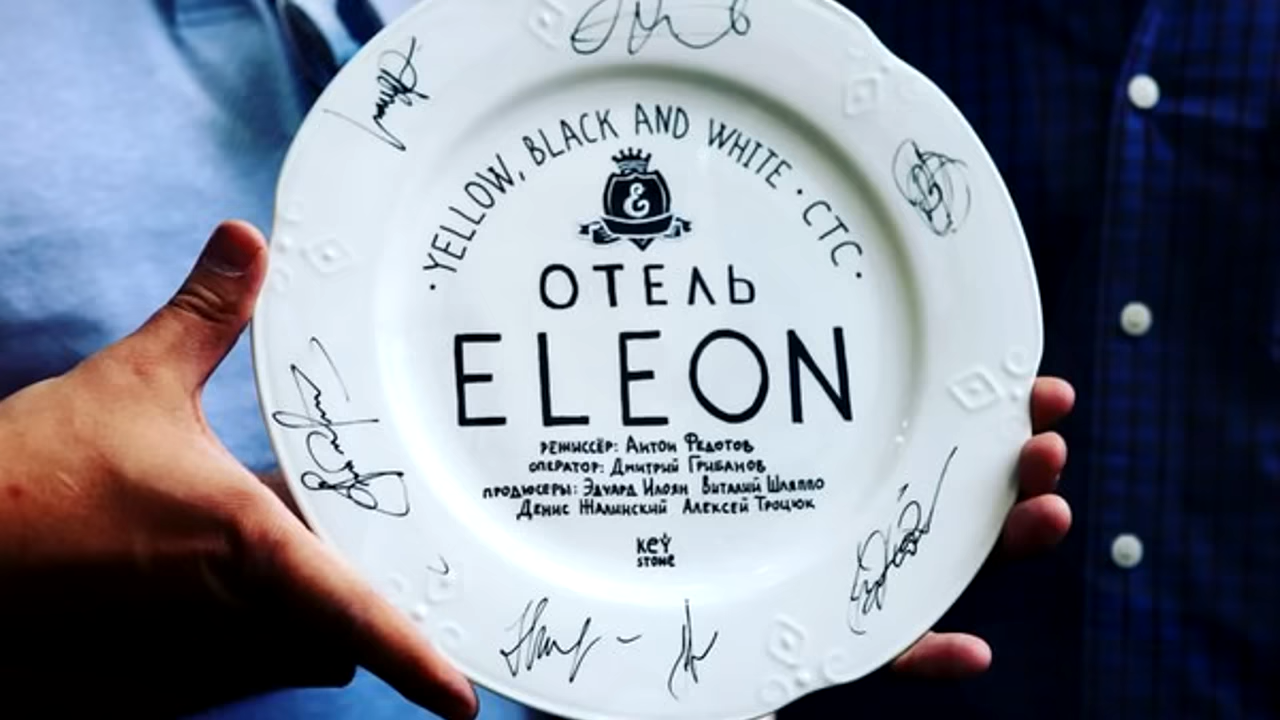 · YELLOW, BLACK AND WHITE · СТС ·
E
ОТЕЛЬ
ELEON
РЕЖИССЁР: АНТОН ФЕДОТОВ
ОПЕРАТОР: ДМИТРИЙ ГРИБАНОВ
ПРОДЮСЕРЫ: ЭДУАРД ИЛОЯН ВИТАЛИЙ ШЛЯППО
ДЕНИС ЖАЛИНСКИЙ АЛЕКСЕЙ ТРОЦЮК
KEY
STONE